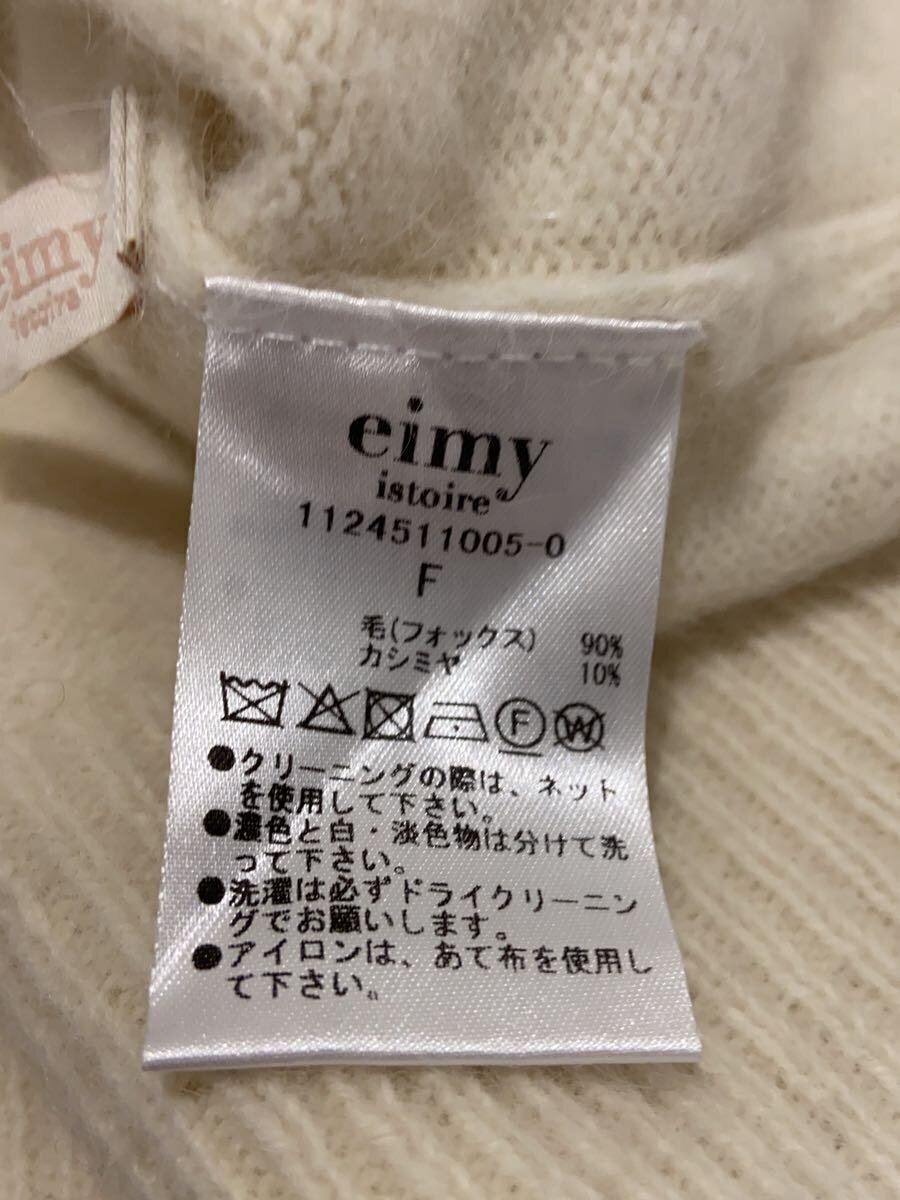 eimy
istoire
eimy
istoire
1124511005-0
F
毛(フォックス) 90%
カシミヤ 10%
F W
●クリーニングの際は、ネット
を使用して下さい。
●濃色と白・淡色物は分けて洗
って下さい。
●洗濯は必ずドライクリーニン
グでお願いします。
●アイロンは、あて布を使用し
て下さい。